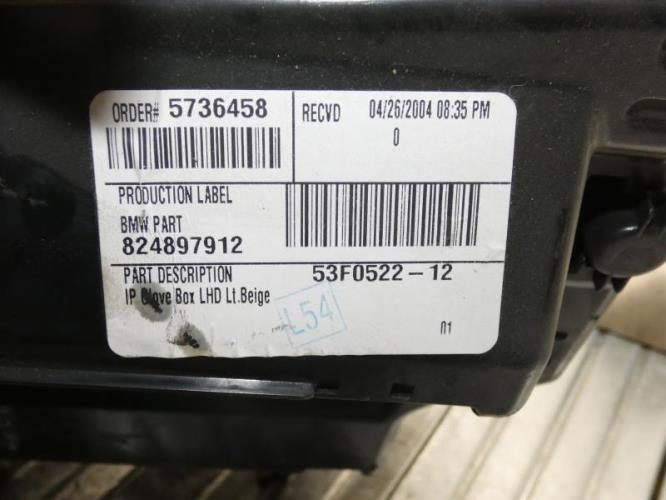 ORDER# 5736458
RECVD 04/26/2004 08:35 PM
0
PRODUCTION LABEL
BMW PART
824897912
PART DESCRIPTION 53F0522-12
IP Glove Box LHD Lt.Beige
L54
01